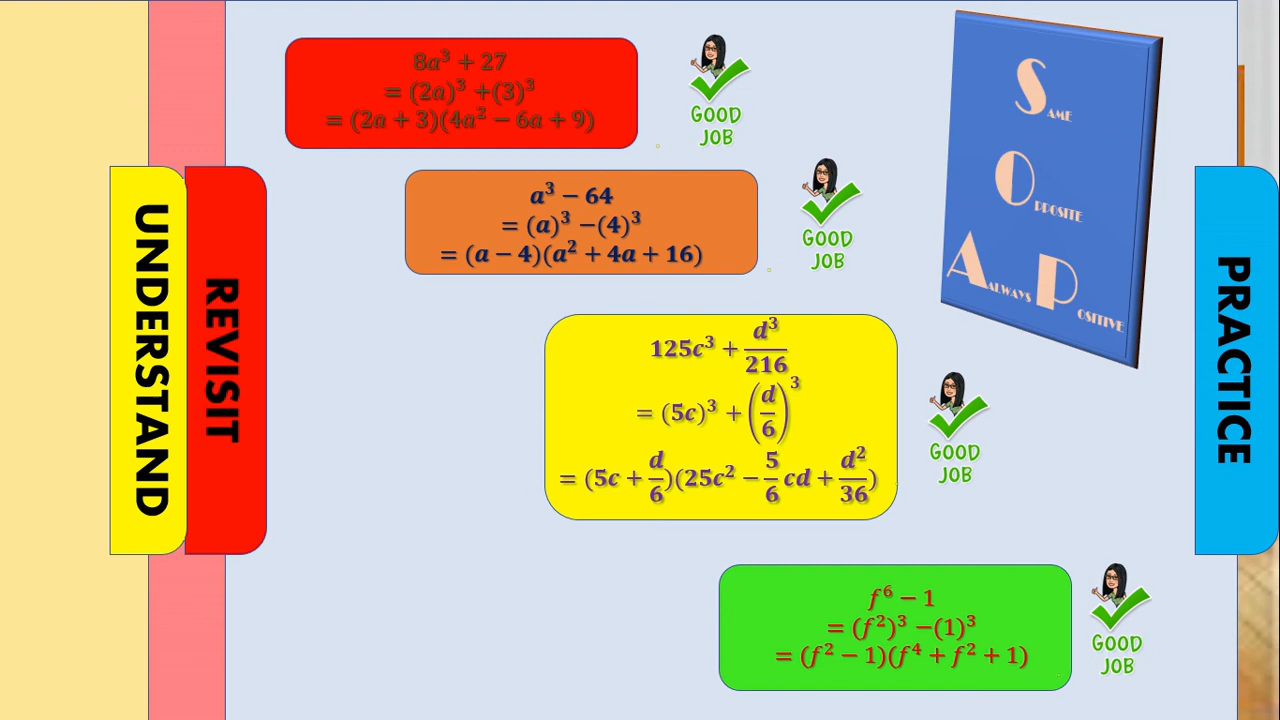 UNDERSTAND
REVISIT
8a³ + 27
= (2a)³ +(3)³
= (2a + 3)(4a² − 6a + 9)
GOOD
JOB
a³ − 64
= (a)³ −(4)³
= (a − 4)(a² + 4a + 16)
GOOD
JOB
SAME
OPPOSITE
AALWAYS POSITIVE
125c³ + d³/216
= (5c)³ + (d/6)³
= (5c + d/6)(25c² − 5/6 cd + d²/36)
GOOD
JOB
f⁶ − 1
= (f²)³ −(1)³
= (f² − 1)(f⁴ + f² + 1)
GOOD
JOB
PRACTICE